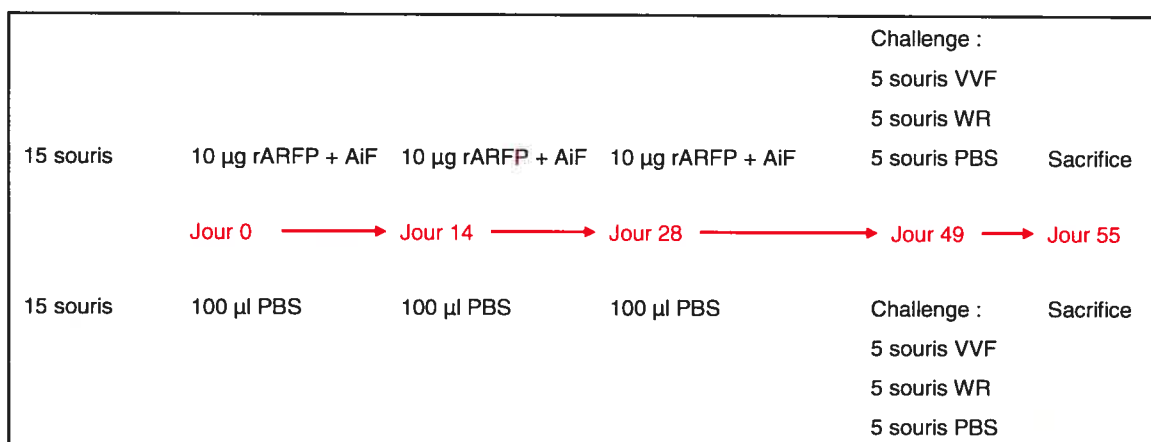 Challenge :
5 souris VVF
5 souris WR
15 souris 10 µg rARFP + AiF 10 µg rARFP + AiF 10 µg rARFP + AiF 5 souris PBS Sacrifice
Jour 0 Jour 14 Jour 28 Jour 49 Jour 55
15 souris 100 µl PBS 100 µl PBS 100 µl PBS Challenge : Sacrifice
5 souris VVF
5 souris WR
5 souris PBS